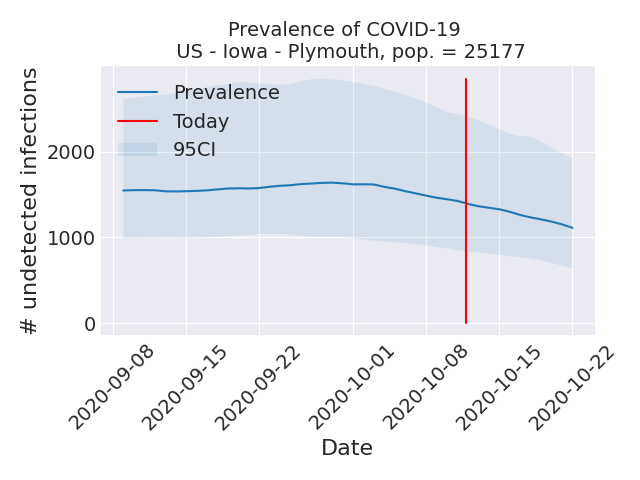 Prevalence of COVID-19
US - Iowa - Plymouth, pop. = 25177
# undetected infections
2000
1000
0
Prevalence
Today
95CI
2020-09-08
2020-09-15
2020-09-22
2020-10-01
2020-10-08
2020-10-15
2020-10-22
Date